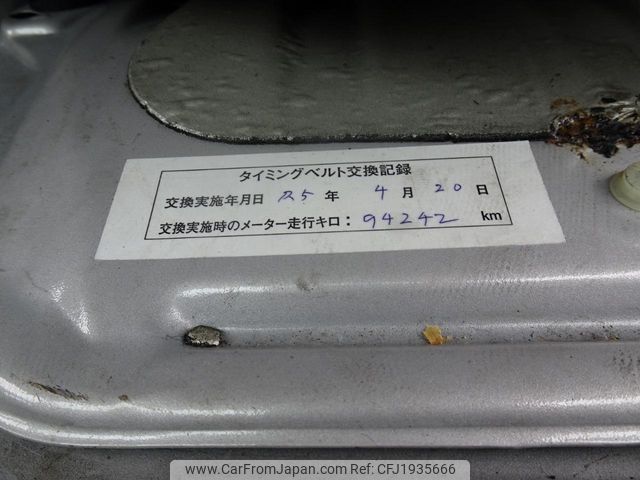 タイミングベルト交換記録
交換実施年月日 R5 年 4 月 20 日
交換実施時のメーター走行キロ： 94242 km
www.CarFromJapan.com - CFJ1935666